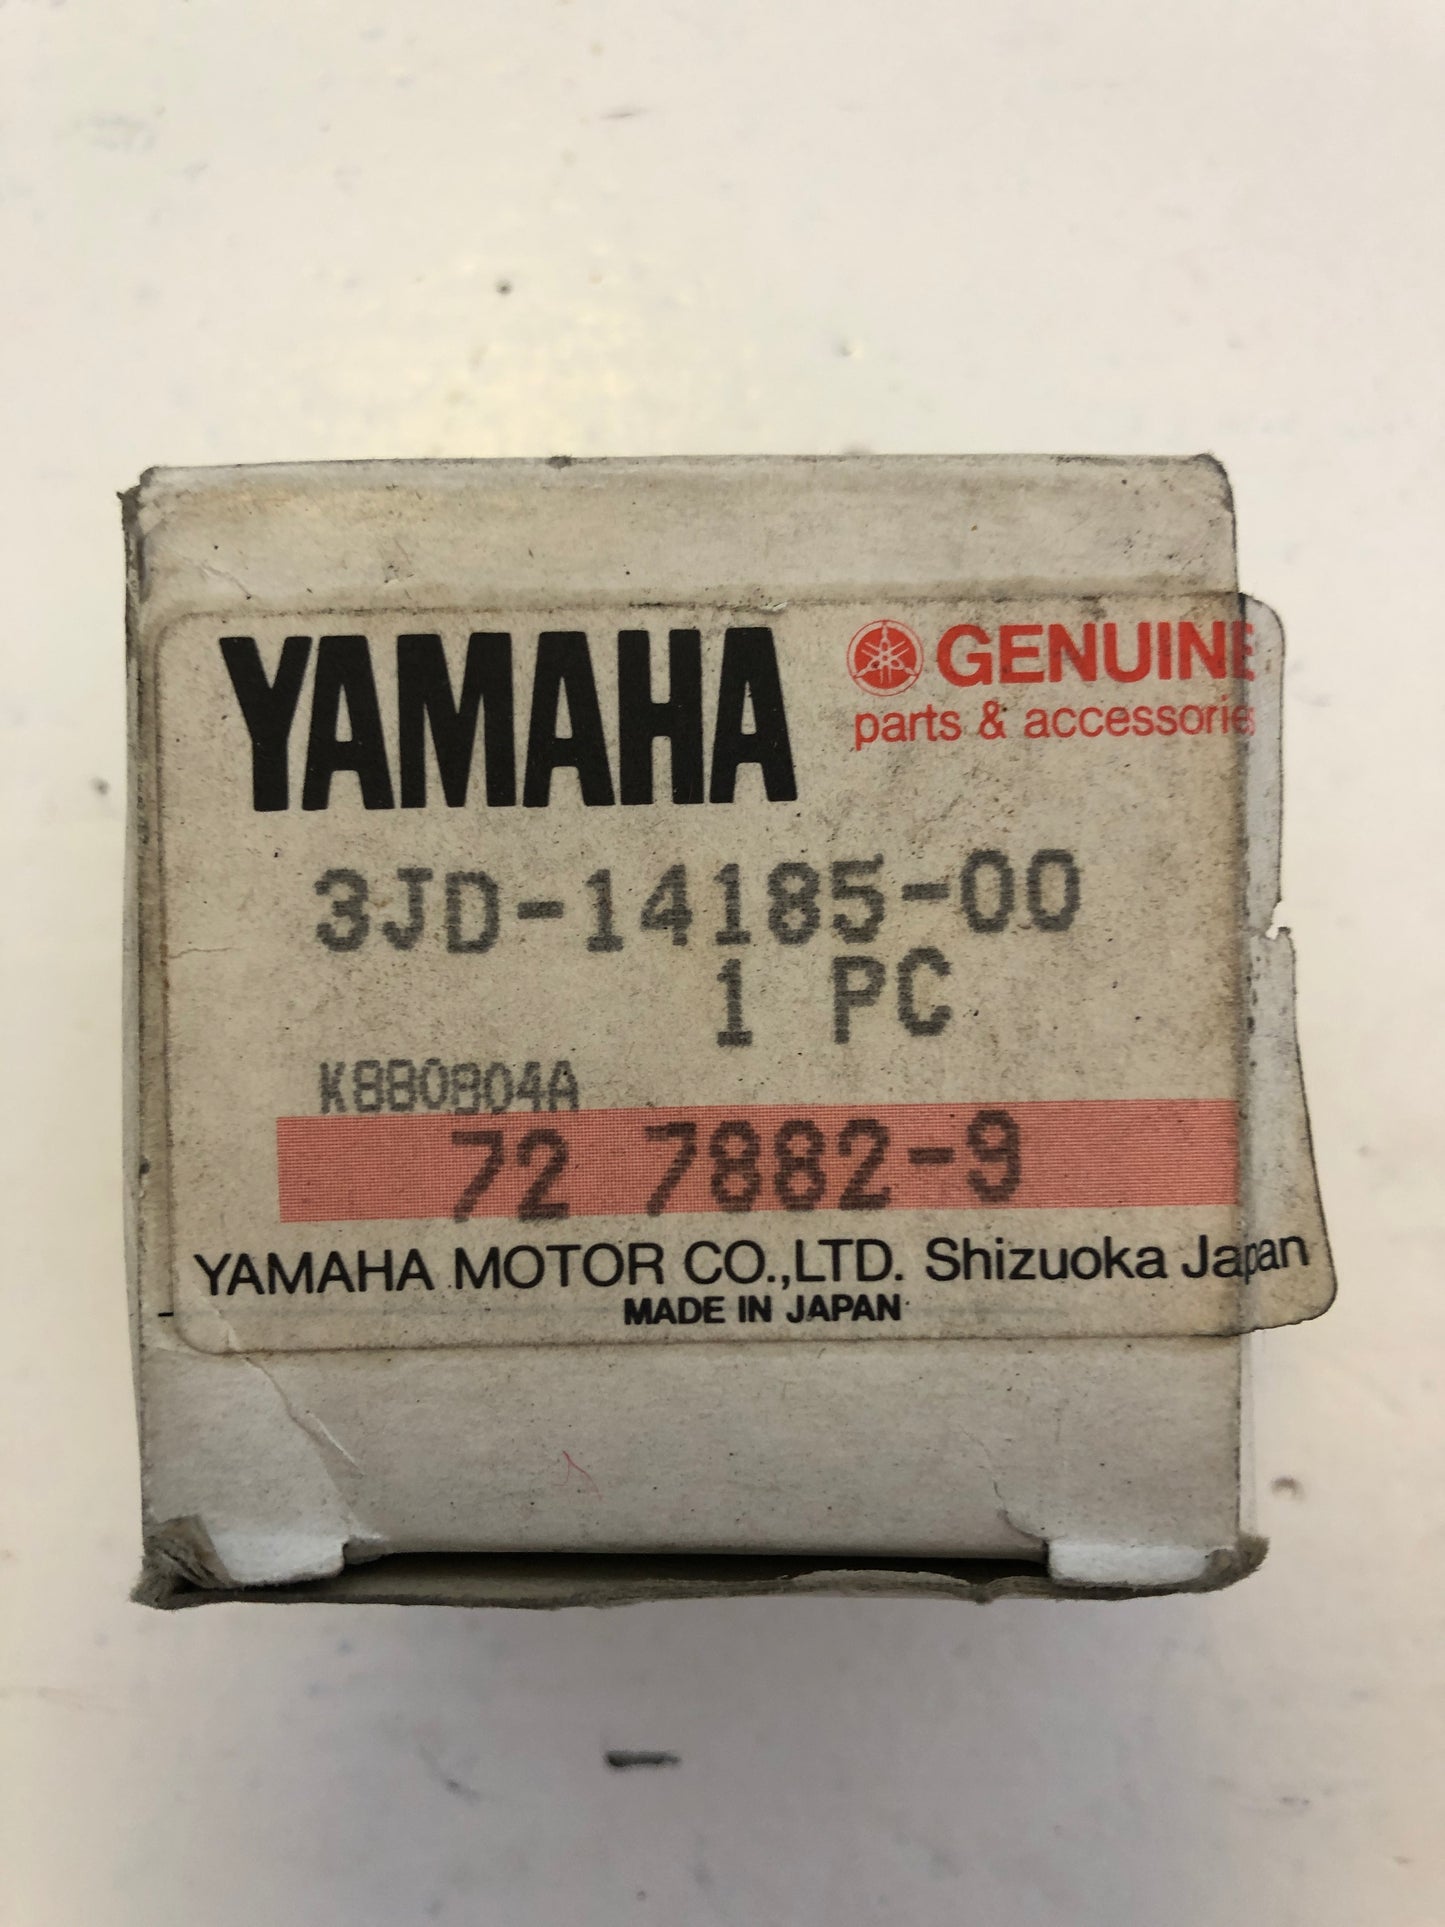 YAMAHA
GENUINE
parts & accessories
3JD-14185-00
1 PC
K880804A
72 7882-9
YAMAHA MOTOR CO.,LTD. Shizuoka Japan
MADE IN JAPAN